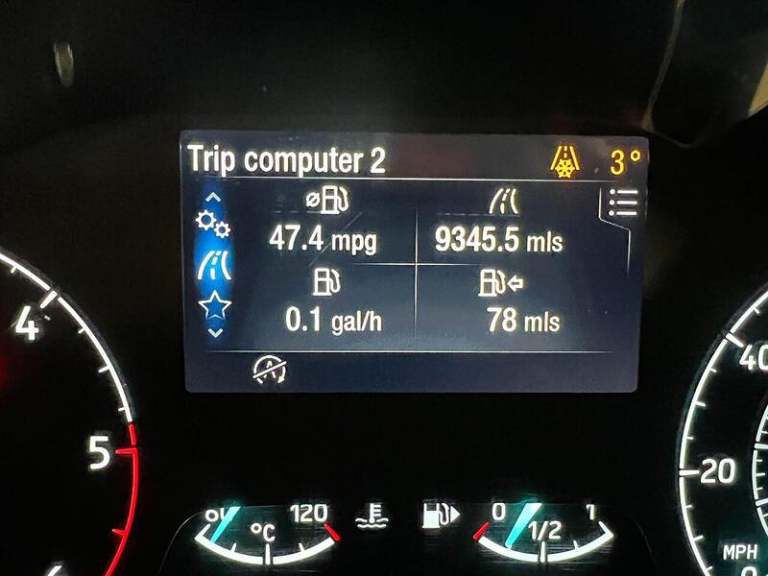 Trip computer 2 3°
47.4 mpg 9345.5 mls
0.1 gal/h 78 mls
4
5
40
20
MPH
120
°C
0 1/2 1